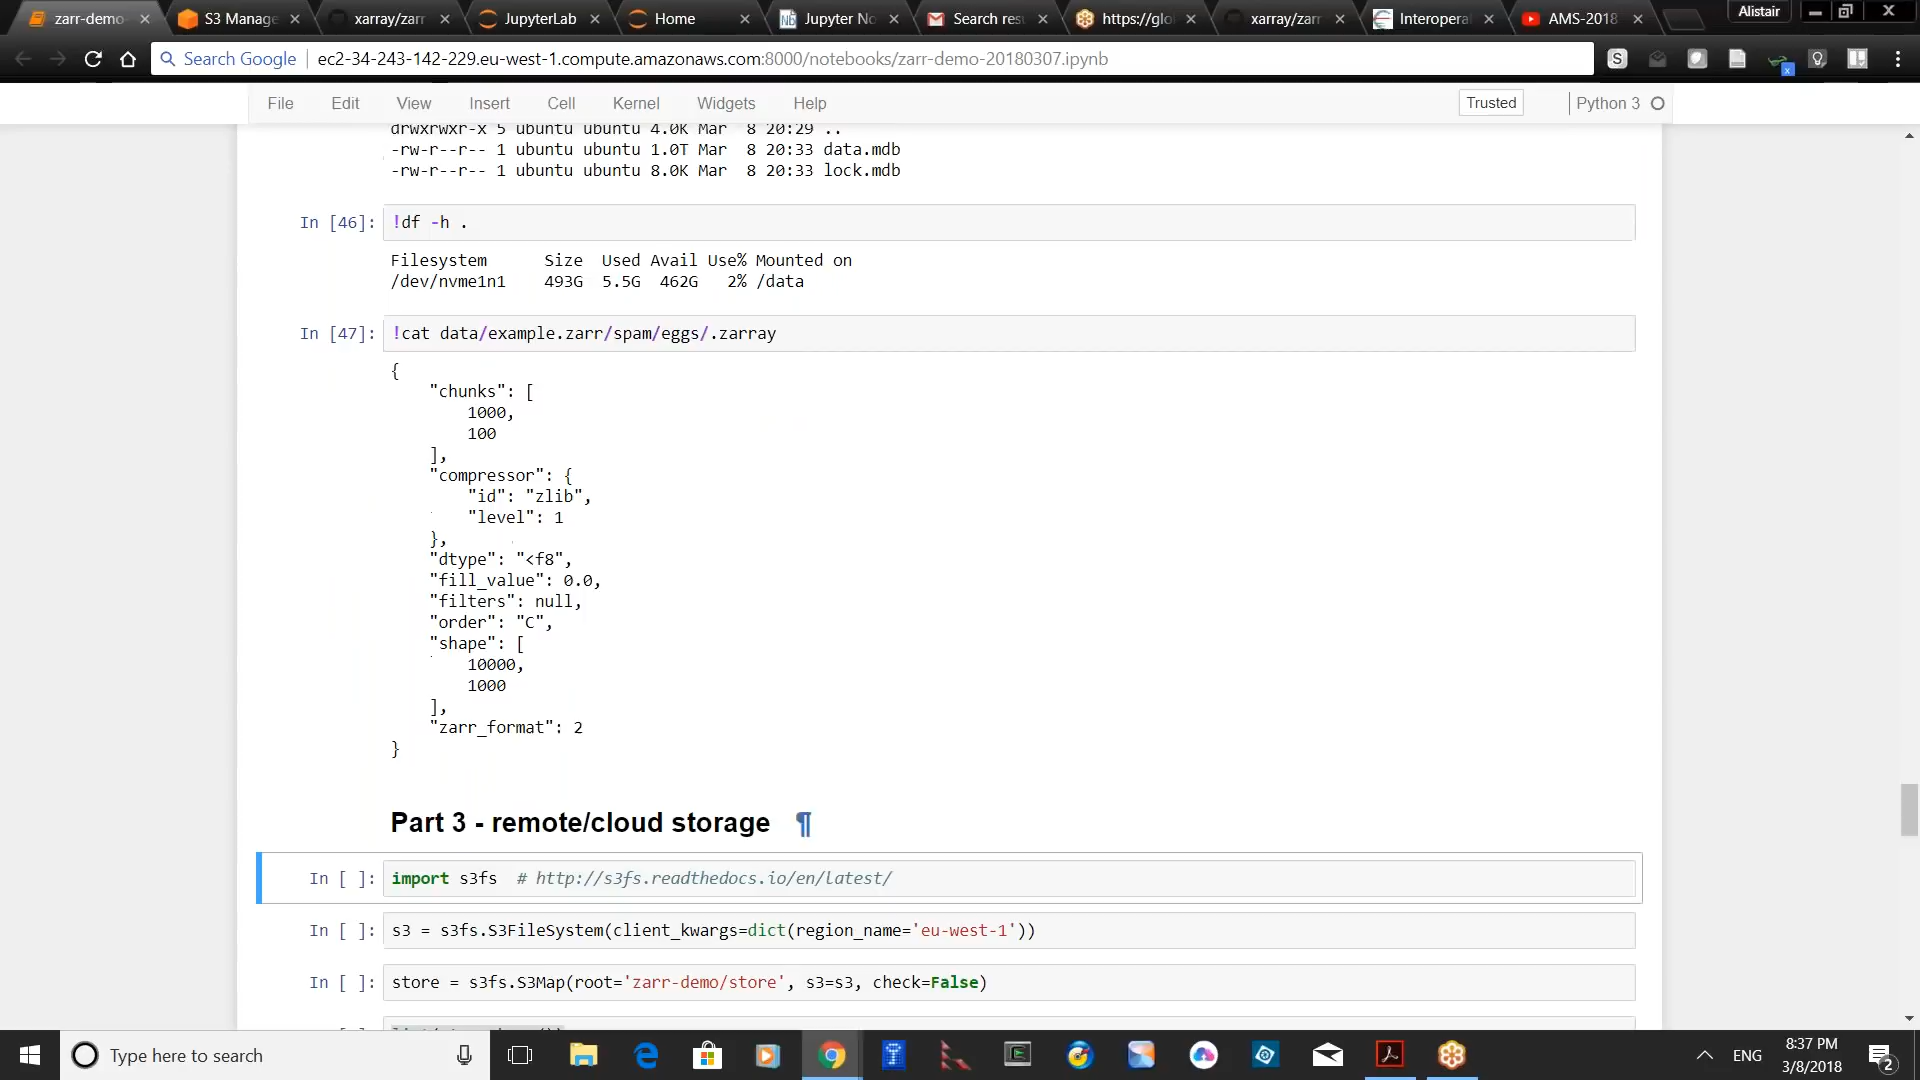 zarr-demo
S3 Manage
xarray/zarr
JupyterLab
Home
Jupyter No
Search res
https://glo
xarray/zarr
Interopera
AMS-2018
Alistair
Search Google
ec2-34-243-142-229.eu-west-1.compute.amazonaws.com:8000/notebooks/zarr-demo-20180307.ipynb
File Edit View Insert Cell Kernel Widgets Help Trusted Python 3
drwxrwxr-x 5 ubuntu ubuntu 4.0K Mar  8 20:29 ..
-rw-r--r-- 1 ubuntu ubuntu 1.0T Mar  8 20:33 data.mdb
-rw-r--r-- 1 ubuntu ubuntu 8.0K Mar  8 20:33 lock.mdb
In [46]: !df -h .
Filesystem      Size  Used Avail Use% Mounted on
/dev/nvme1n1    493G  5.5G  462G   2% /data
In [47]: !cat data/example.zarr/spam/eggs/.zarray
{
"chunks": [
1000,
100
],
"compressor": {
"id": "zlib",
"level": 1
},
"dtype": "<f8",
"fill_value": 0.0,
"filters": null,
"order": "C",
"shape": [
10000,
1000
],
"zarr_format": 2
}
Part 3 - remote/cloud storage ¶
In [ ]: import s3fs  # http://s3fs.readthedocs.io/en/latest/
In [ ]: s3 = s3fs.S3FileSystem(client_kwargs=dict(region_name='eu-west-1'))
In [ ]: store = s3fs.S3Map(root='zarr-demo/store', s3=s3, check=False)
Type here to search
ENG
8:37 PM
3/8/2018
2